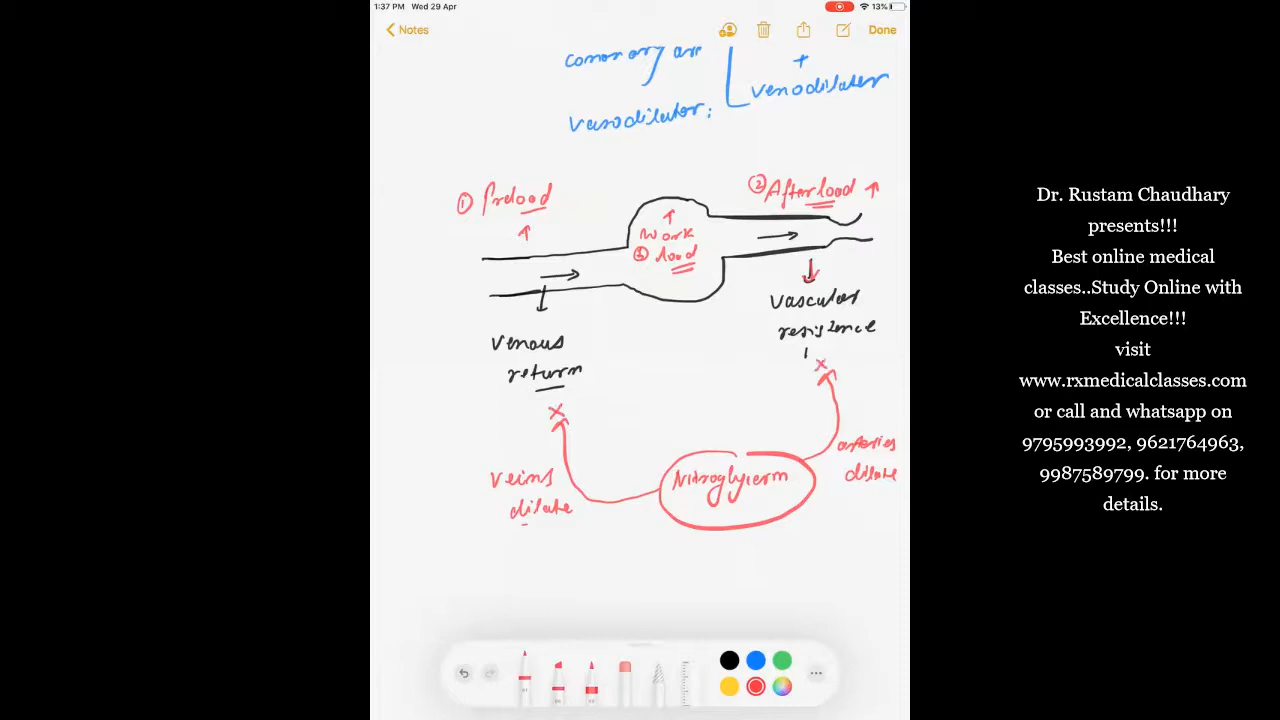 1:37 PM Wed 29 Apr
13%
Notes
Done
coronary art
+
venodilater
vasodilator;
① Preload ↑
② Afterload ↑
↑
work
③ load
→
→
venous
return
vascular
resistence
x
x
veins
dilate
Nitroglycerin
arteries
dilate
Dr. Rustam Chaudhary
presents!!!
Best online medical
classes..Study Online with
Excellence!!!
visit
www.rxmedicalclasses.com
or call and whatsapp on
9795993992, 9621764963,
9987589799. for more
details.